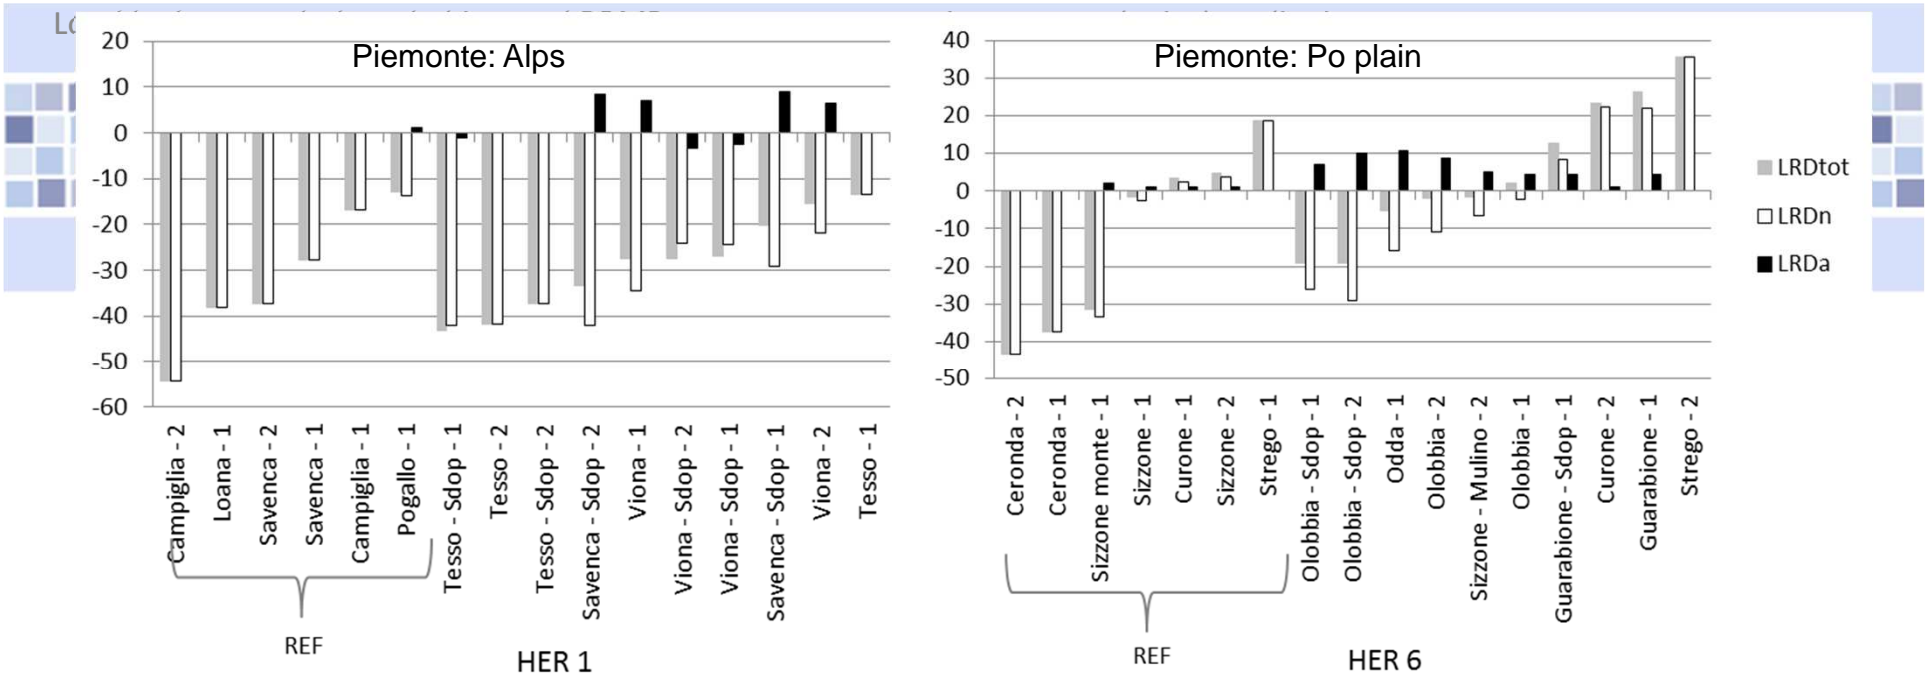 Piemonte: Alps
20
10
0
-10
-20
-30
-40
-50
-60
Campiglia - 2
Loana - 1
Savenca - 2
Savenca - 1
Campiglia - 1
Pogallo - 1
Tesso - Sdop - 1
Tesso - 2
Tesso - Sdop - 2
Savenca - Sdop - 2
Viona - 1
Viona - Sdop - 2
Viona - Sdop - 1
Savenca - Sdop - 1
Viona - 2
Tesso - 1
REF
HER 1
Piemonte: Po plain
40
30
20
10
0
-10
-20
-30
-40
-50
Ceronda - 2
Ceronda - 1
Sizzone monte - 1
Sizzone - 1
Curone - 1
Sizzone - 2
Strego - 1
Olobbia - Sdop - 1
Olobbia - Sdop - 2
Odda - 1
Olobbia - 2
Sizzone - Mulino - 2
Olobbia - 1
Guarabione - Sdop - 1
Curone - 2
Guarabione - 1
Strego - 2
REF
HER 6
LRDtot
LRDn
LRDa